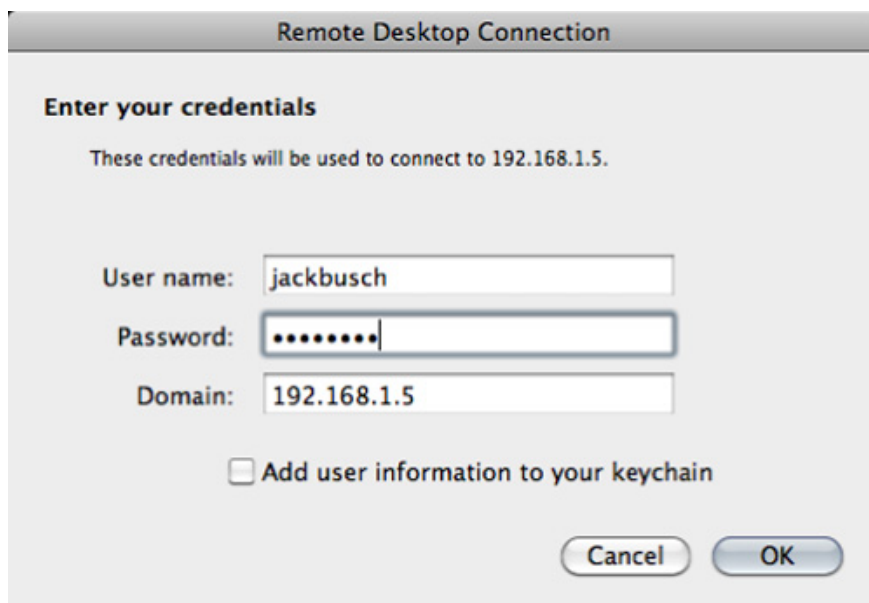 Remote Desktop Connection
Enter your credentials
These credentials will be used to connect to 192.168.1.5.
User name: jackbusch
Password: ••••••••
Domain: 192.168.1.5
Add user information to your keychain
Cancel OK